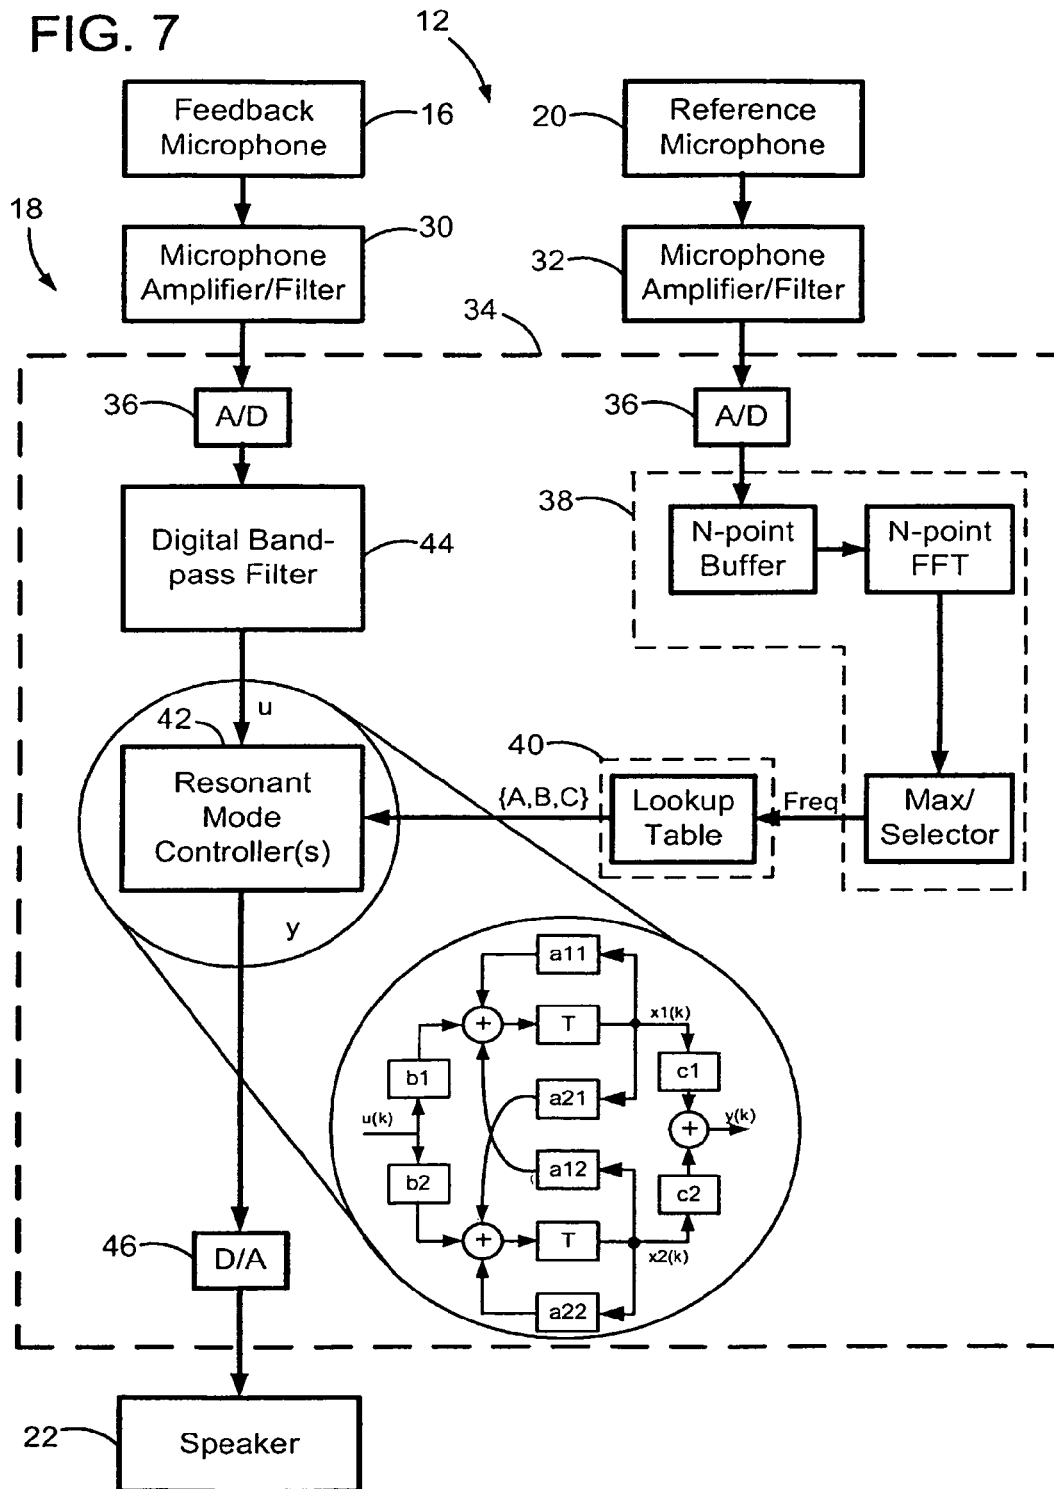 FIG. 7
12
Feedback
Microphone
16
20
Reference
Microphone
18
Microphone
Amplifier/Filter
30
32
Microphone
Amplifier/Filter
34
36
A/D
36
A/D
38
N-point
Buffer
N-point
FFT
Digital Band-
pass Filter
44
u
42
Resonant
Mode
Controller(s)
{A,B,C}
40
Lookup
Table
Freq
Max/
Selector
y
a11
+
T
x1(k)
b1
c1
a21
u(k)
+
y(k)
a12
b2
c2
+
T
x2(k)
a22
46
D/A
22
Speaker